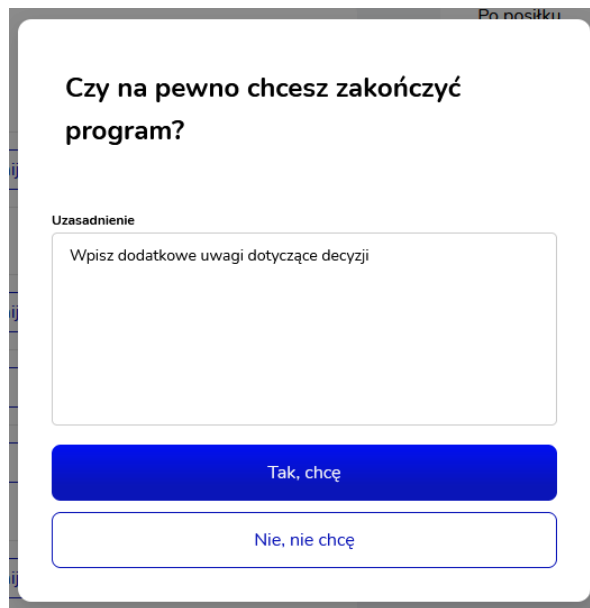 Po posiłku
Czy na pewno chcesz zakończyć
program?
Uzasadnienie
Wpisz dodatkowe uwagi dotyczące decyzji
Tak, chcę
Nie, nie chcę